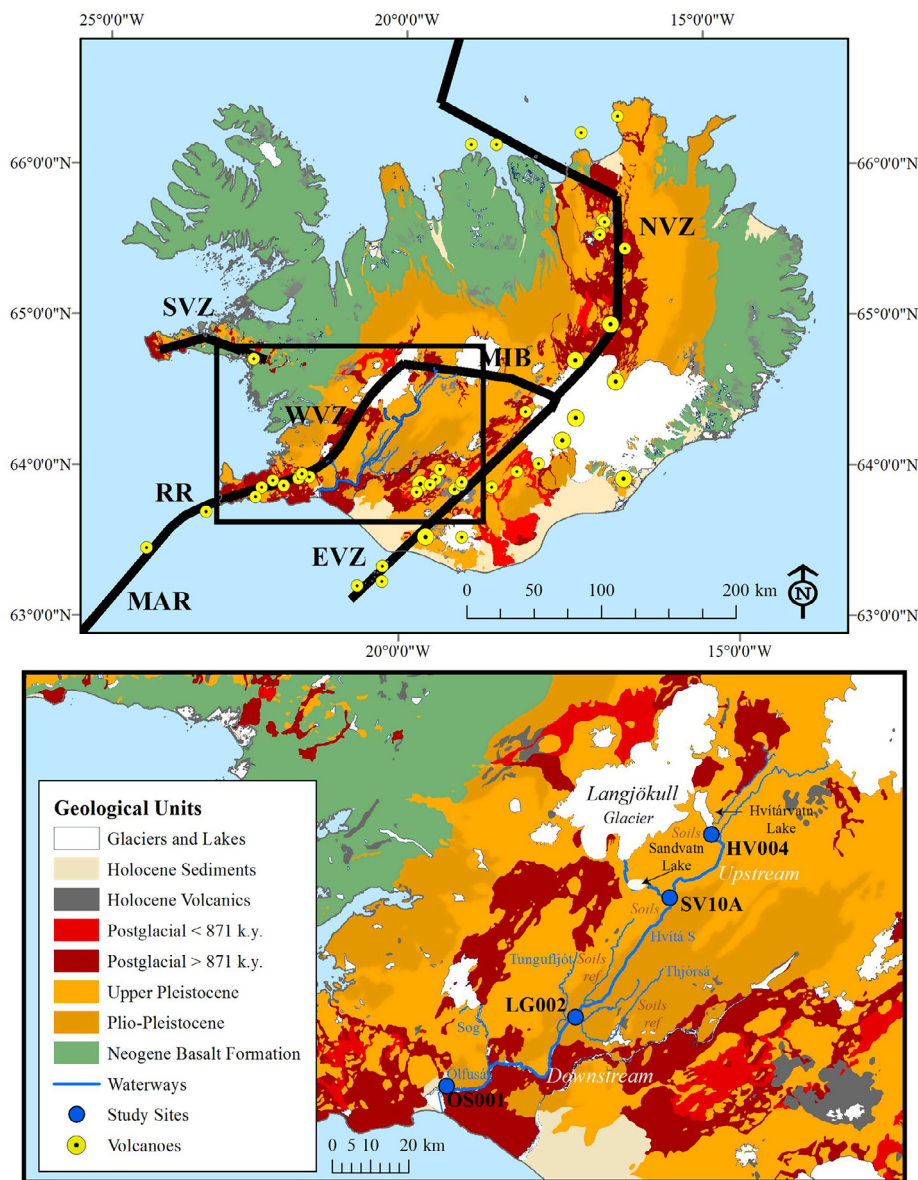 25°0'0"W
20°0'0"W
15°0'0"W
66°0'0"N
66°0'0"N
NVZ
65°0'0"N
65°0'0"N
SVZ
MIB
WVZ
64°0'0"N
64°0'0"N
RR
EVZ
MAR
0 25 50 100 150 200 km
N
63°0'0"N
63°0'0"N
20°0'0"W
15°0'0"W
Geological Units
Glaciers and Lakes
Holocene Sediments
Holocene Volcanics
Postglacial < 871 k.y.
Postglacial > 871 k.y.
Upper Pleistocene
Plio-Pleistocene
Neogene Basalt Formation
Waterways
Study Sites
Volcanoes
Langjökull
Glacier
Hvítárvatn
Lake
Soils
HV004
Sandvatn
Lake
Upstream
SV10A
Soils
Hvítá S
Tungufljót
Soils
ref
Thjórsá
LG002
Soils
ref
Sog
Downstream
Olfusá
OS001
0 5 10 20 km